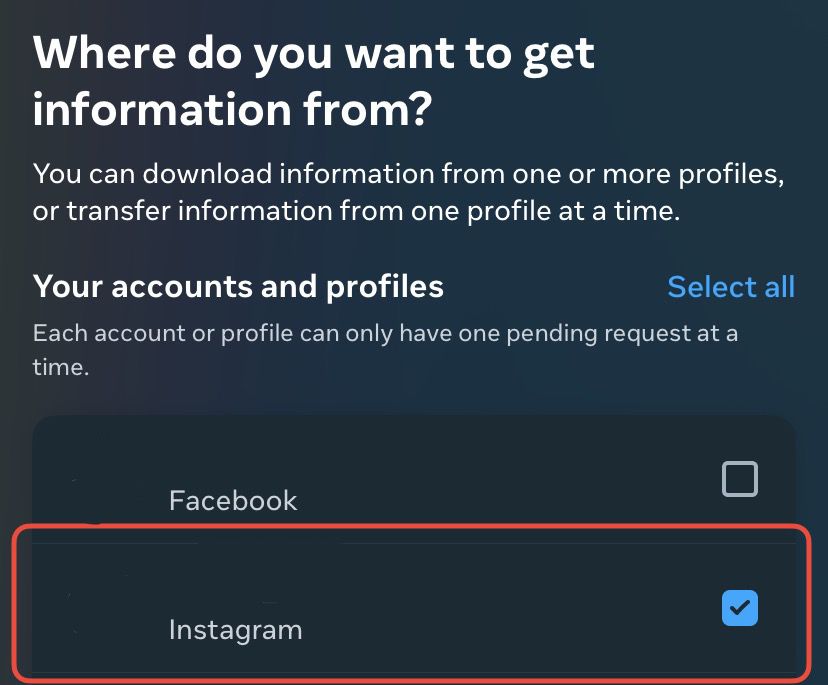 Where do you want to get
information from?
You can download information from one or more profiles,
or transfer information from one profile at a time.
Your accounts and profiles
Select all
Each account or profile can only have one pending request at a
time.
Facebook
Instagram